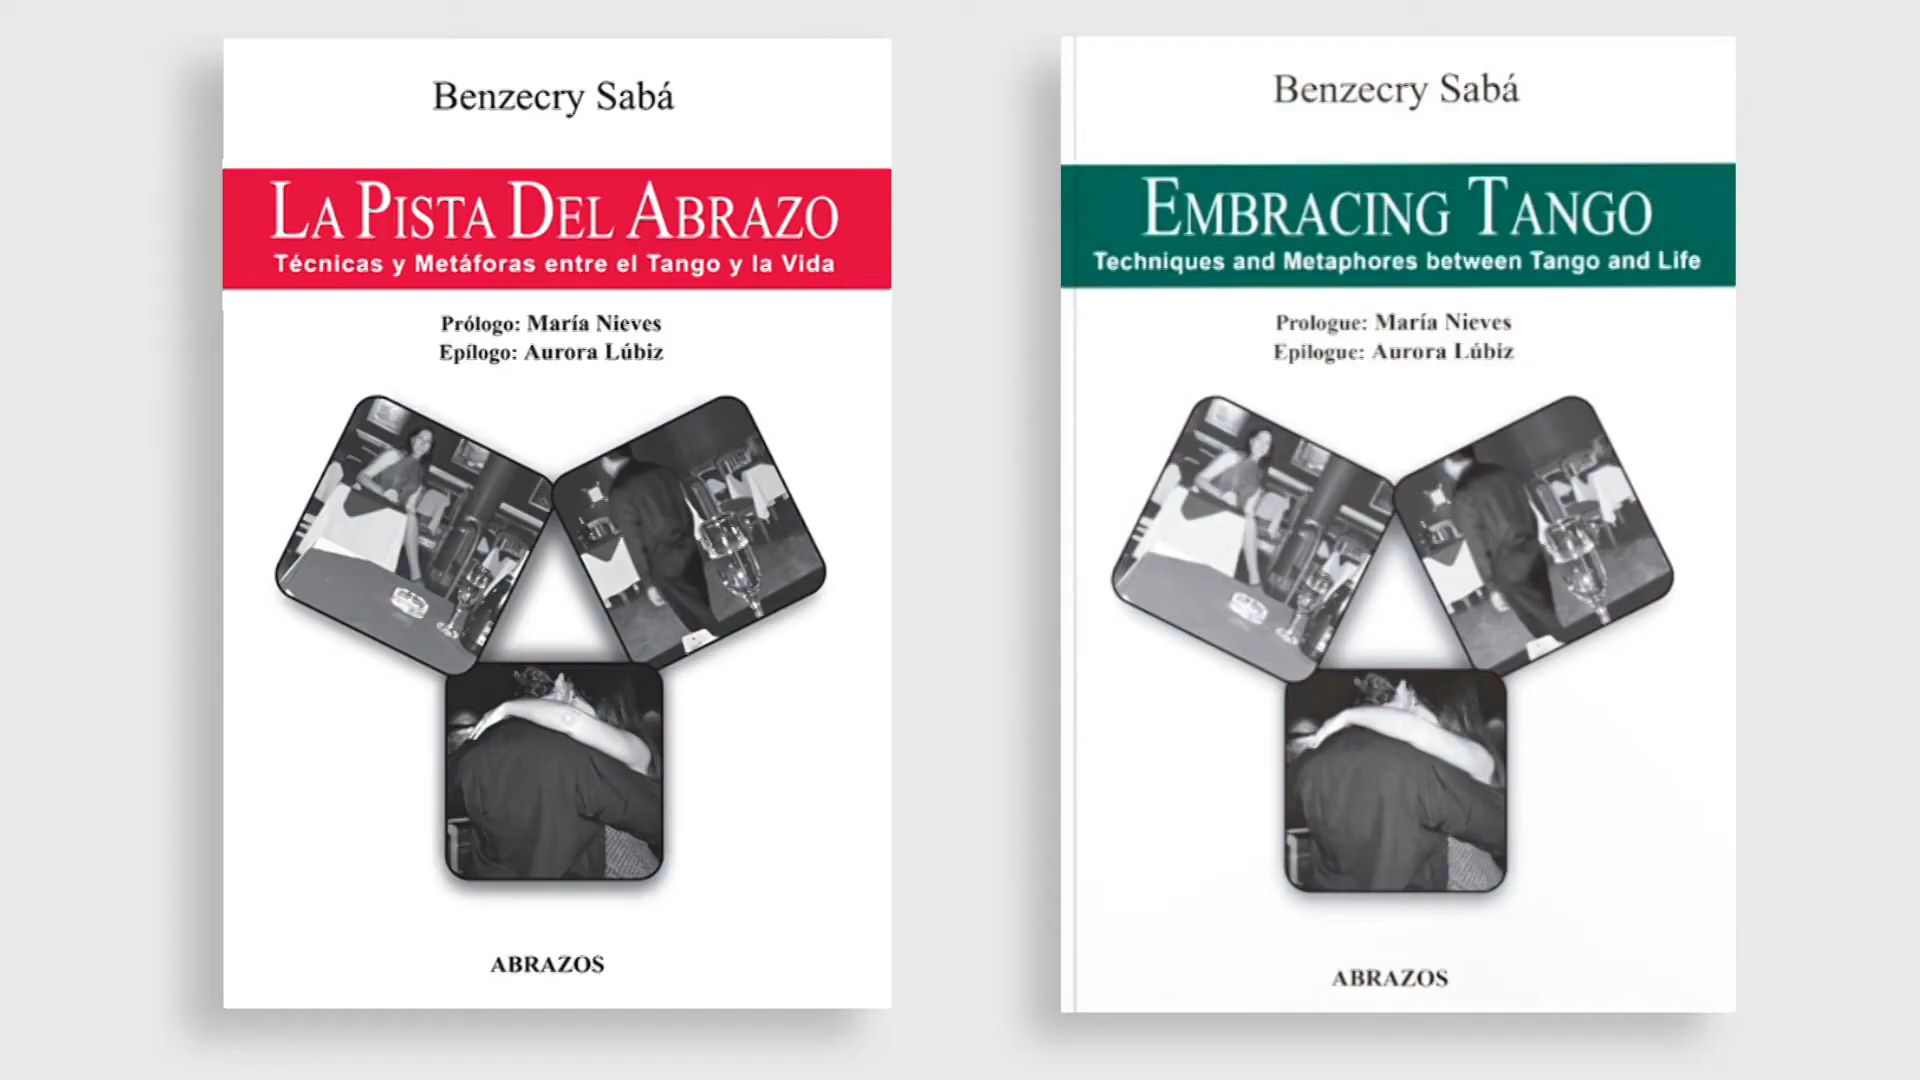 Benzecry Sabá
LA PISTA DEL ABRAZO
Técnicas y Metáforas entre el Tango y la Vida
Prólogo: María Nieves
Epílogo: Aurora Lúbiz
ABRAZOS
Benzecry Sabá
EMBRACING TANGO
Techniques and Metaphores between Tango and Life
Prologue: María Nieves
Epilogue: Aurora Lúbiz
ABRAZOS